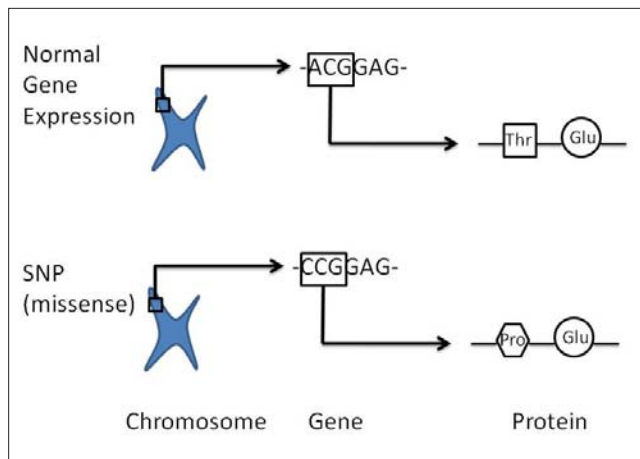 Normal
Gene
Expression
-ACGGAG-
Thr Glu
SNP
(missense)
-CCGGAG-
Pro Glu
Chromosome Gene Protein